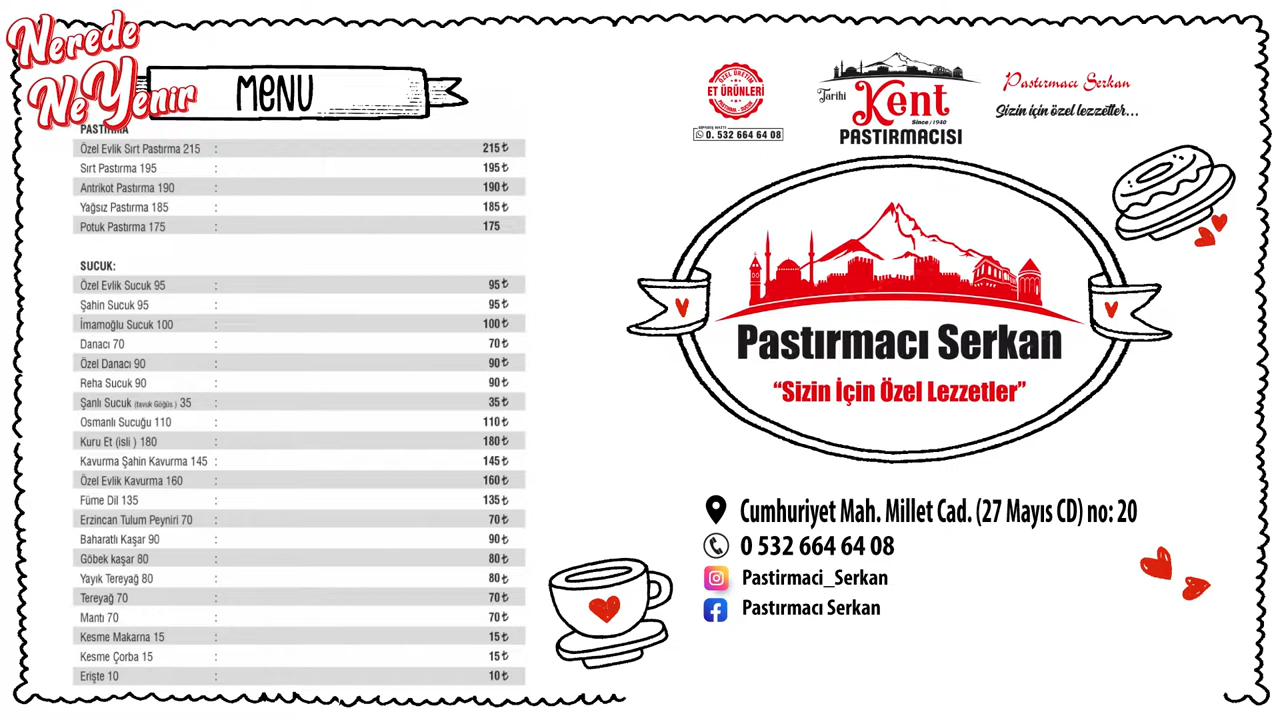 Nerede
Ne Yenir
MENU
PASTIRMA
Özel Evlik Sırt Pastırma 215 : 215₺
Sırt Pastırma 195 : 195₺
Antrikot Pastırma 190 : 190₺
Yağsız Pastırma 185 : 185₺
Potuk Pastırma 175 : 175
SUCUK:
Özel Evlik Sucuk 95 : 95₺
Şahin Sucuk 95 : 95₺
İmamoğlu Sucuk 100 : 100₺
Danacı 70 : 70₺
Özel Danacı 90 : 90₺
Reha Sucuk 90 : 90₺
Şanlı Sucuk (tavuk Göğüs ) 35 : 35₺
Osmanlı Sucuğu 110 : 110₺
Kuru Et (isli ) 180 : 180₺
Kavurma Şahin Kavurma 145 : 145₺
Özel Evlik Kavurma 160 : 160₺
Füme Dil 135 : 135₺
Erzincan Tulum Peyniri 70 : 70₺
Baharatlı Kaşar 90 : 90₺
Göbek kaşar 80 : 80₺
Yayık Tereyağ 80 : 80₺
Tereyağ 70 : 70₺
Mantı 70 : 70₺
Kesme Makarna 15 : 15₺
Kesme Çorba 15 : 15₺
Erişte 10 : 10₺
ÖZEL ÜRETİM
ET ÜRÜNLERİ
PASTIRMA - SUCUK
SİPARİŞ HATTI
0. 532 664 64 08
Tarihi
Kent
Since / 1940
PASTIRMACISI
Pastırmacı Serkan
Sizin için özel lezzetler...
Pastırmacı Serkan
“Sizin İçin Özel Lezzetler”
Cumhuriyet Mah. Millet Cad. (27 Mayıs CD) no: 20
0 532 664 64 08
Pastirmaci_Serkan
Pastırmacı Serkan